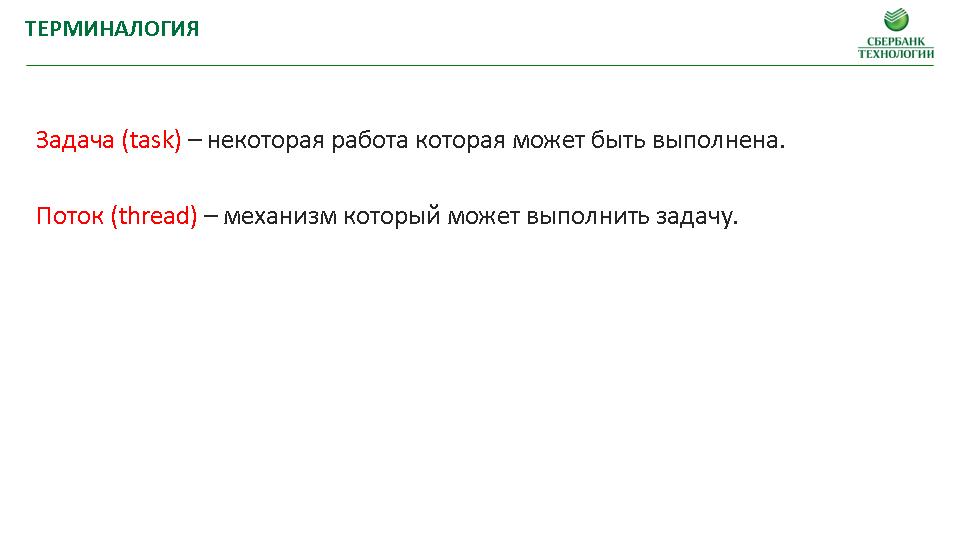 ТЕРМИНАЛОГИЯ
СБЕРБАНК
ТЕХНОЛОГИИ
Задача (task) – некоторая работа которая может быть выполнена.
Поток (thread) – механизм который может выполнить задачу.